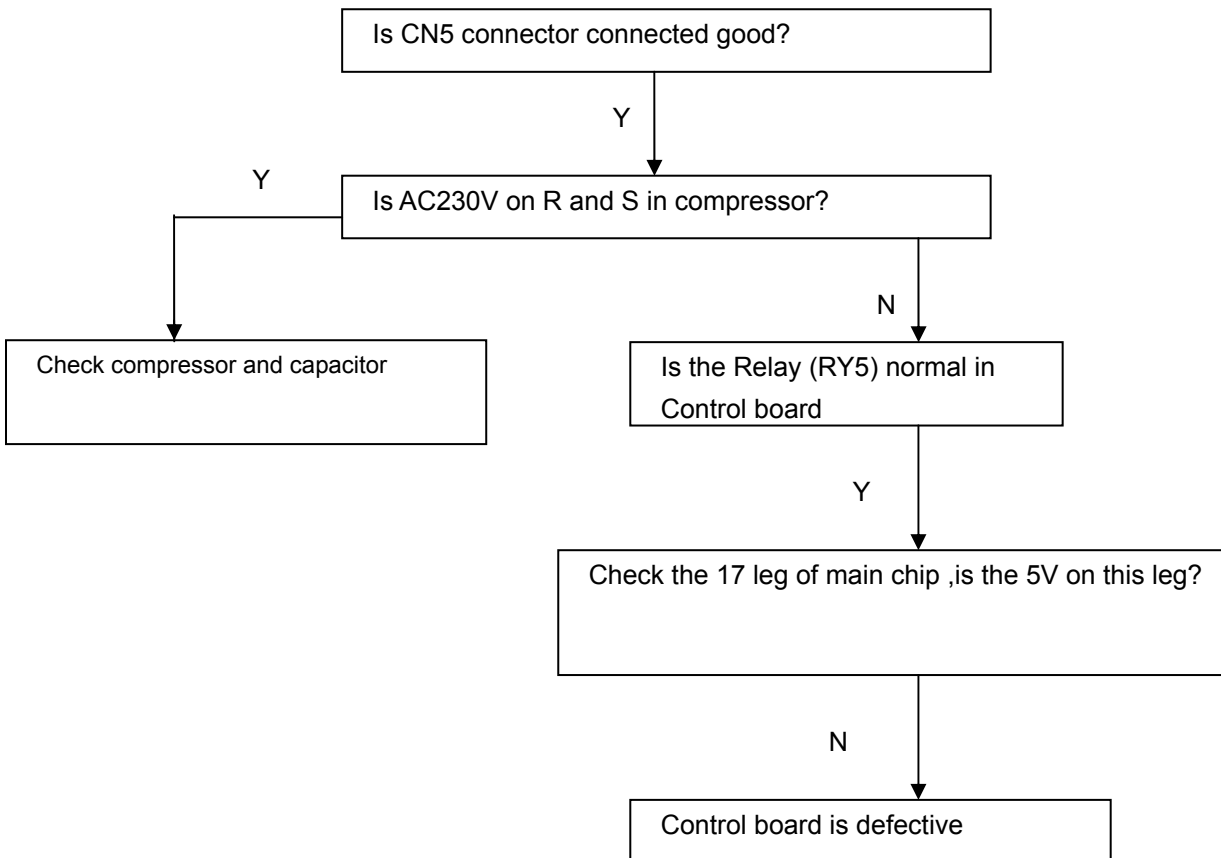 Is CN5 connector connected good?
Y
Y
Is AC230V on R and S in compressor?
N
Check compressor and capacitor
Is the Relay (RY5) normal in
Control board
Y
Check the 17 leg of main chip ,is the 5V on this leg?
N
Control board is defective